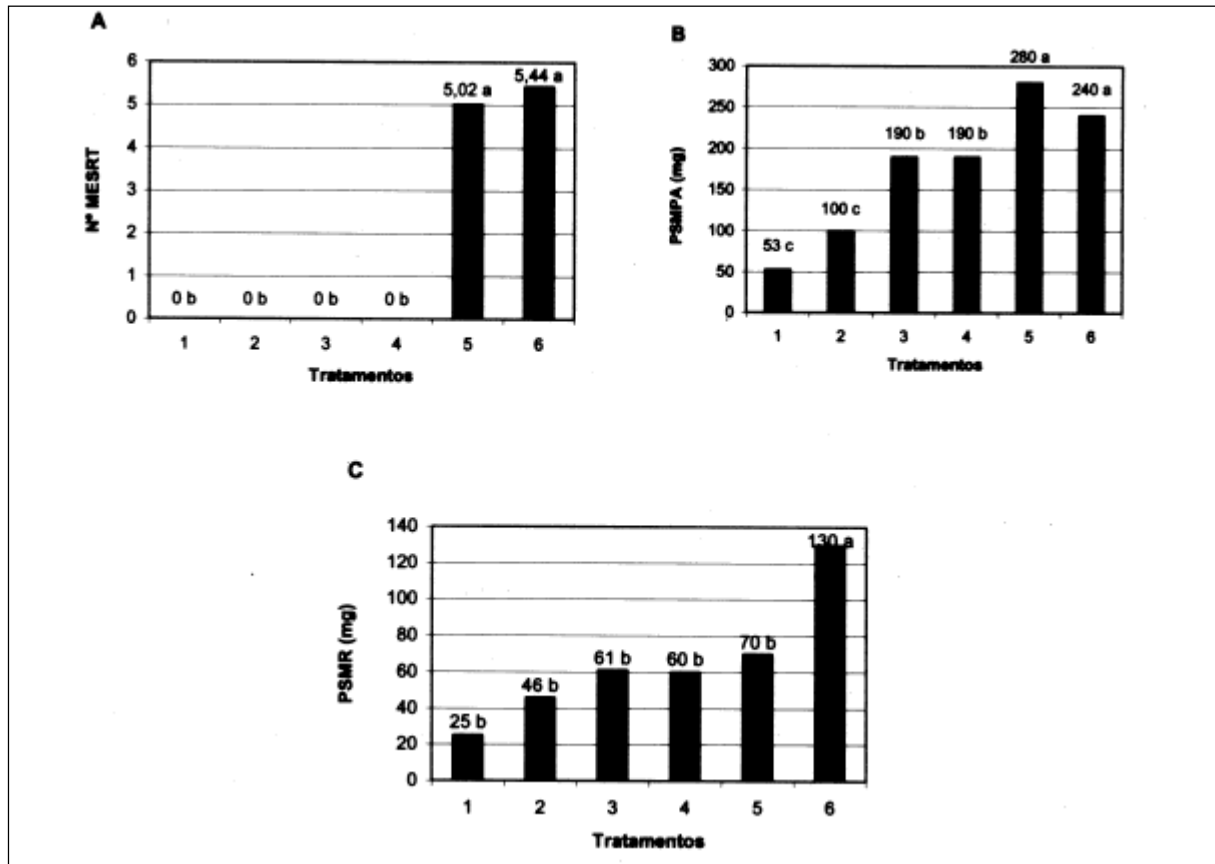 A
Nº MESRT
6
5
4
3
2
1
0
0 b 0 b 0 b 0 b 5,02 a 5,44 a
1 2 3 4 5 6
Tratamentos
B
PSMPA (mg)
300
250
200
150
100
50
0
53 c 100 c 190 b 190 b 280 a 240 a
1 2 3 4 5 6
Tratamentos
C
PSMR (mg)
140
120
100
80
60
40
20
0
25 b 46 b 61 b 60 b 70 b 130 a
1 2 3 4 5 6
Tratamentos